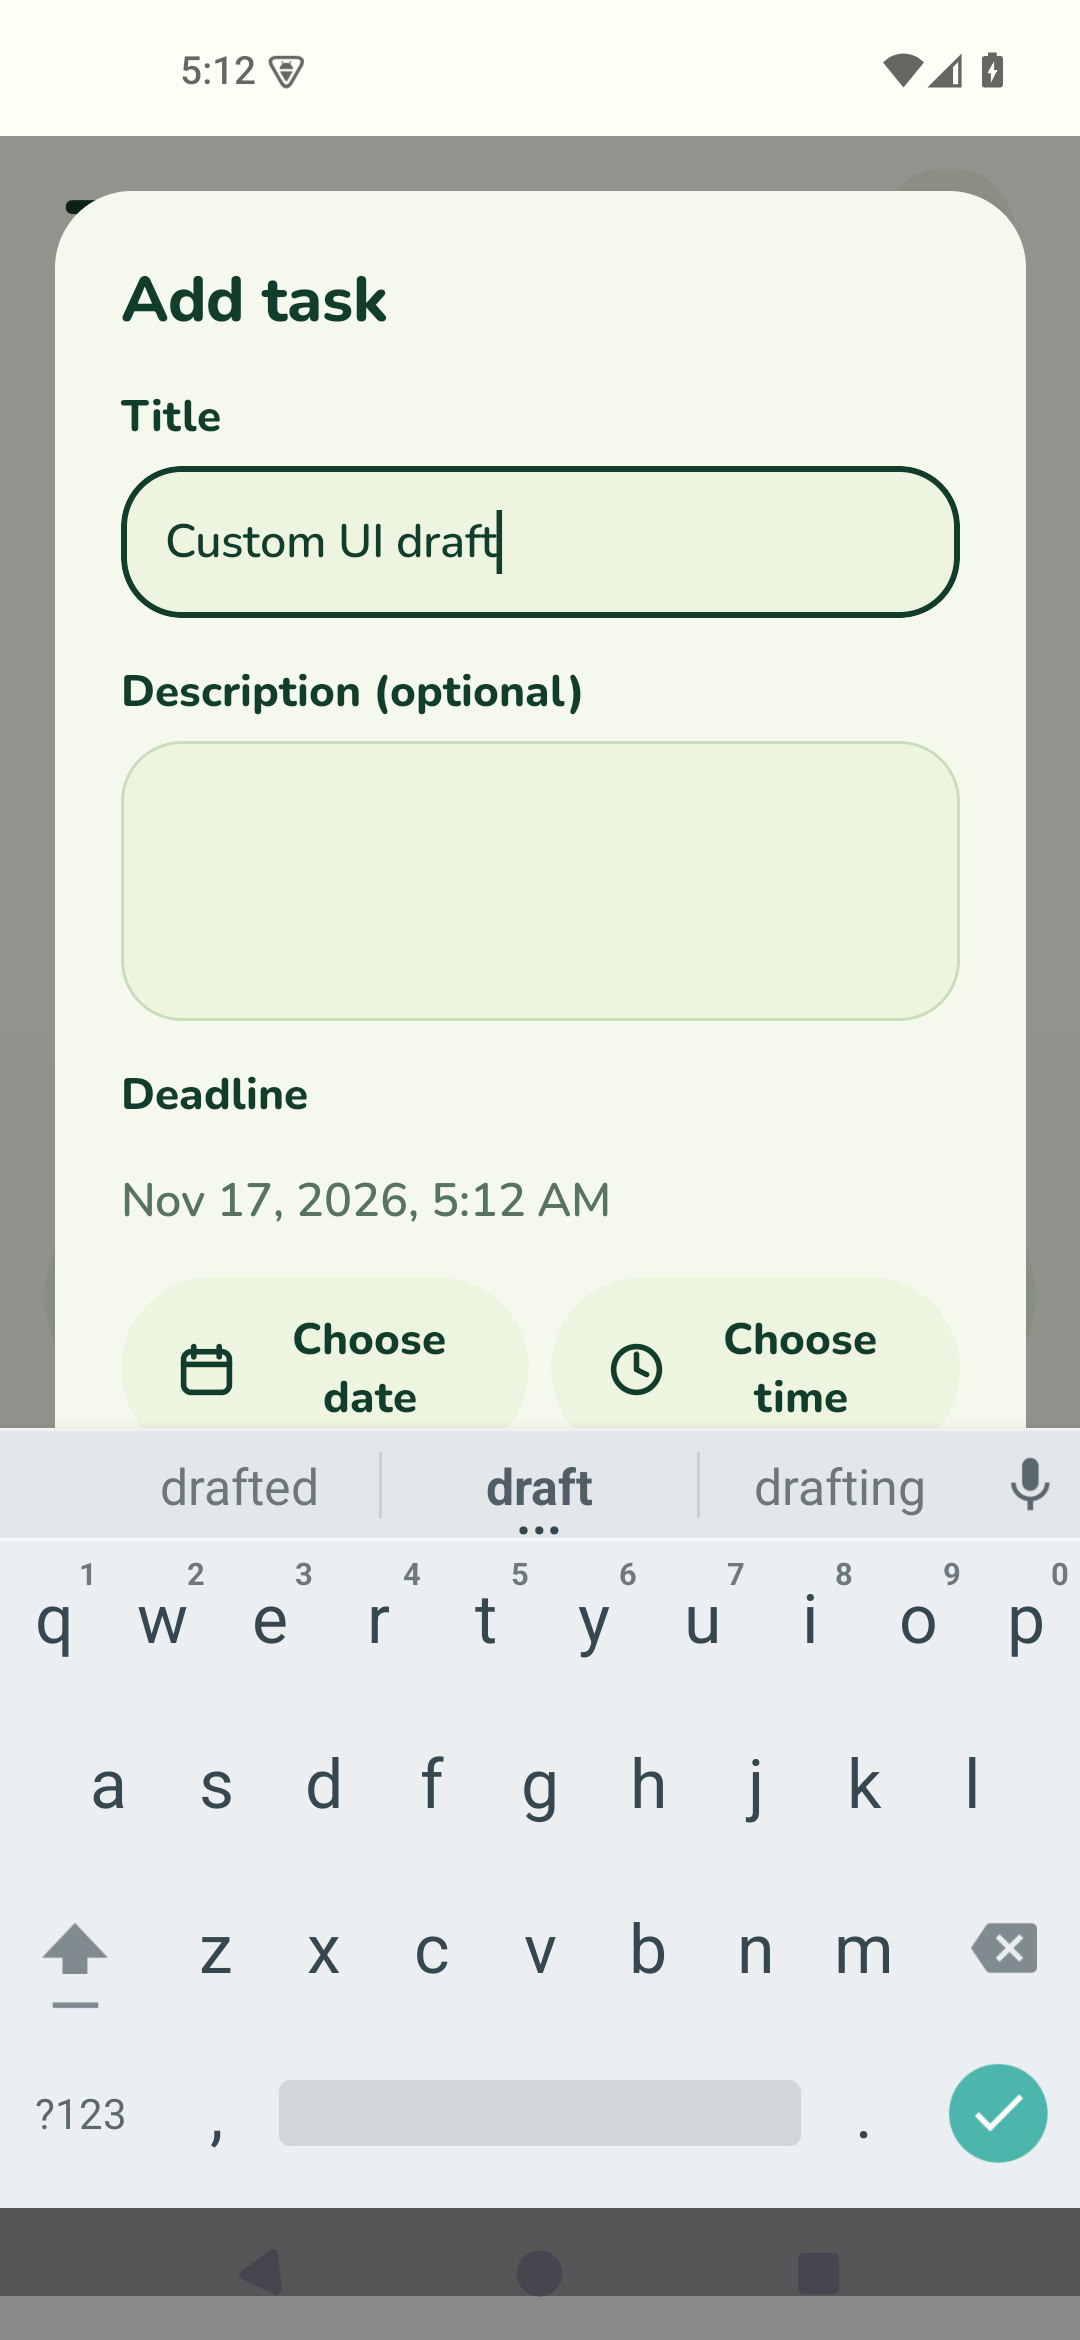 5:12
Add task
Title
Custom UI draft
Description (optional)
Deadline
Nov 17, 2026, 5:12 AM
Choose date
Choose time
drafted draft drafting
1 2 3 4 5 6 7 8 9 0
q w e r t y u i o p
a s d f g h j k l
z x c v b n m
?123 , .